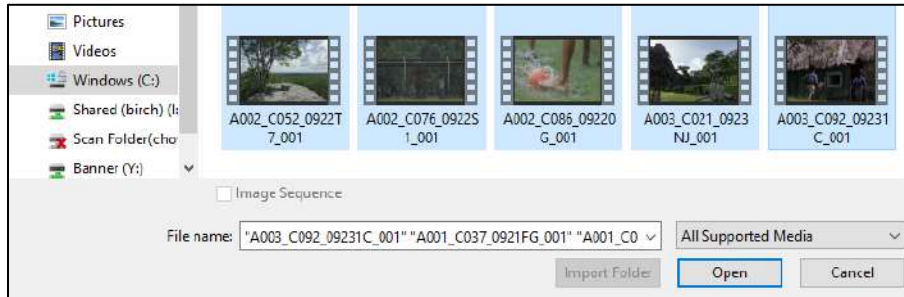 Pictures
Videos
Windows (C:)
Shared (birch) (I:
Scan Folder(cho
Banner (Y:)
A002_C052_0922T
7_001
A002_C076_0922S
1_001
A002_C086_09220
G_001
A003_C021_0923
NJ_001
A003_C092_09231
C_001
Image Sequence
File name: "A003_C092_09231C_001" "A001_C037_0921FG_001" "A001_C0
All Supported Media
Import Folder
Open
Cancel